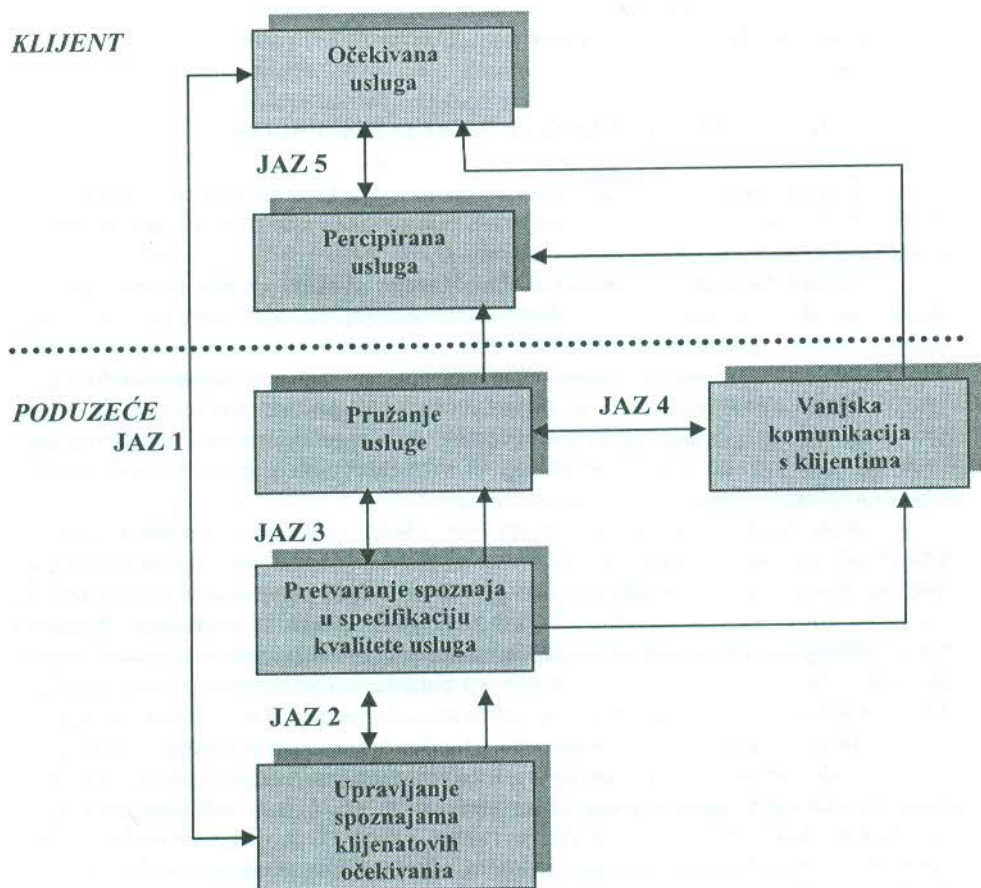 KLIJENT
Očekivana
usluga
JAZ 5
Percipirana
usluga
PODUZEĆE
JAZ 1
Pružanje
usluge
JAZ 4
Vanjska
komunikacija
s klijentima
JAZ 3
Pretvaranje spoznaja
u specifikaciju
kvalitete usluga
JAZ 2
Upravljanje
spoznajama
klijenatovih
očekivanja